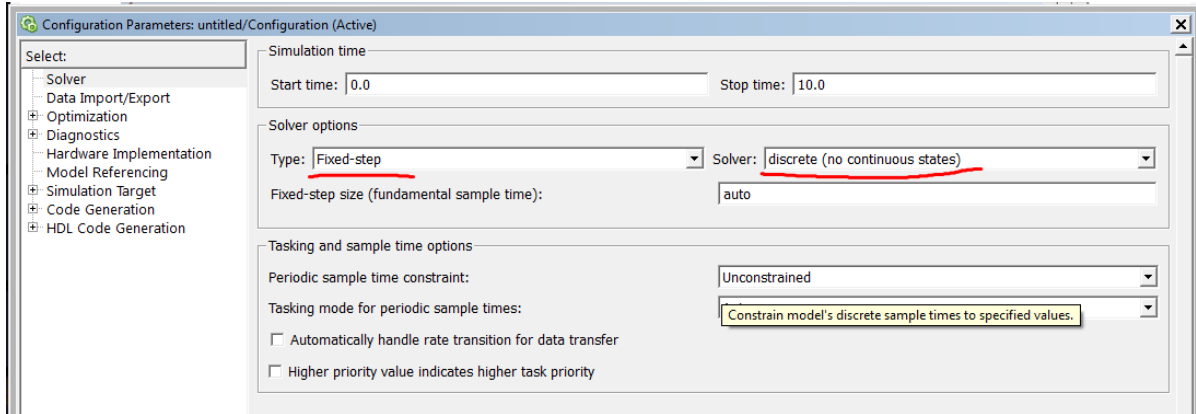 Configuration Parameters: untitled/Configuration (Active)
Select:
Solver
Data Import/Export
Optimization
Diagnostics
Hardware Implementation
Model Referencing
Simulation Target
Code Generation
HDL Code Generation
Simulation time
Start time: 0.0 Stop time: 10.0
Solver options
Type: Fixed-step Solver: discrete (no continuous states)
Fixed-step size (fundamental sample time): auto
Tasking and sample time options
Periodic sample time constraint: Unconstrained
Tasking mode for periodic sample times:
Constrain model's discrete sample times to specified values.
Automatically handle rate transition for data transfer
Higher priority value indicates higher task priority